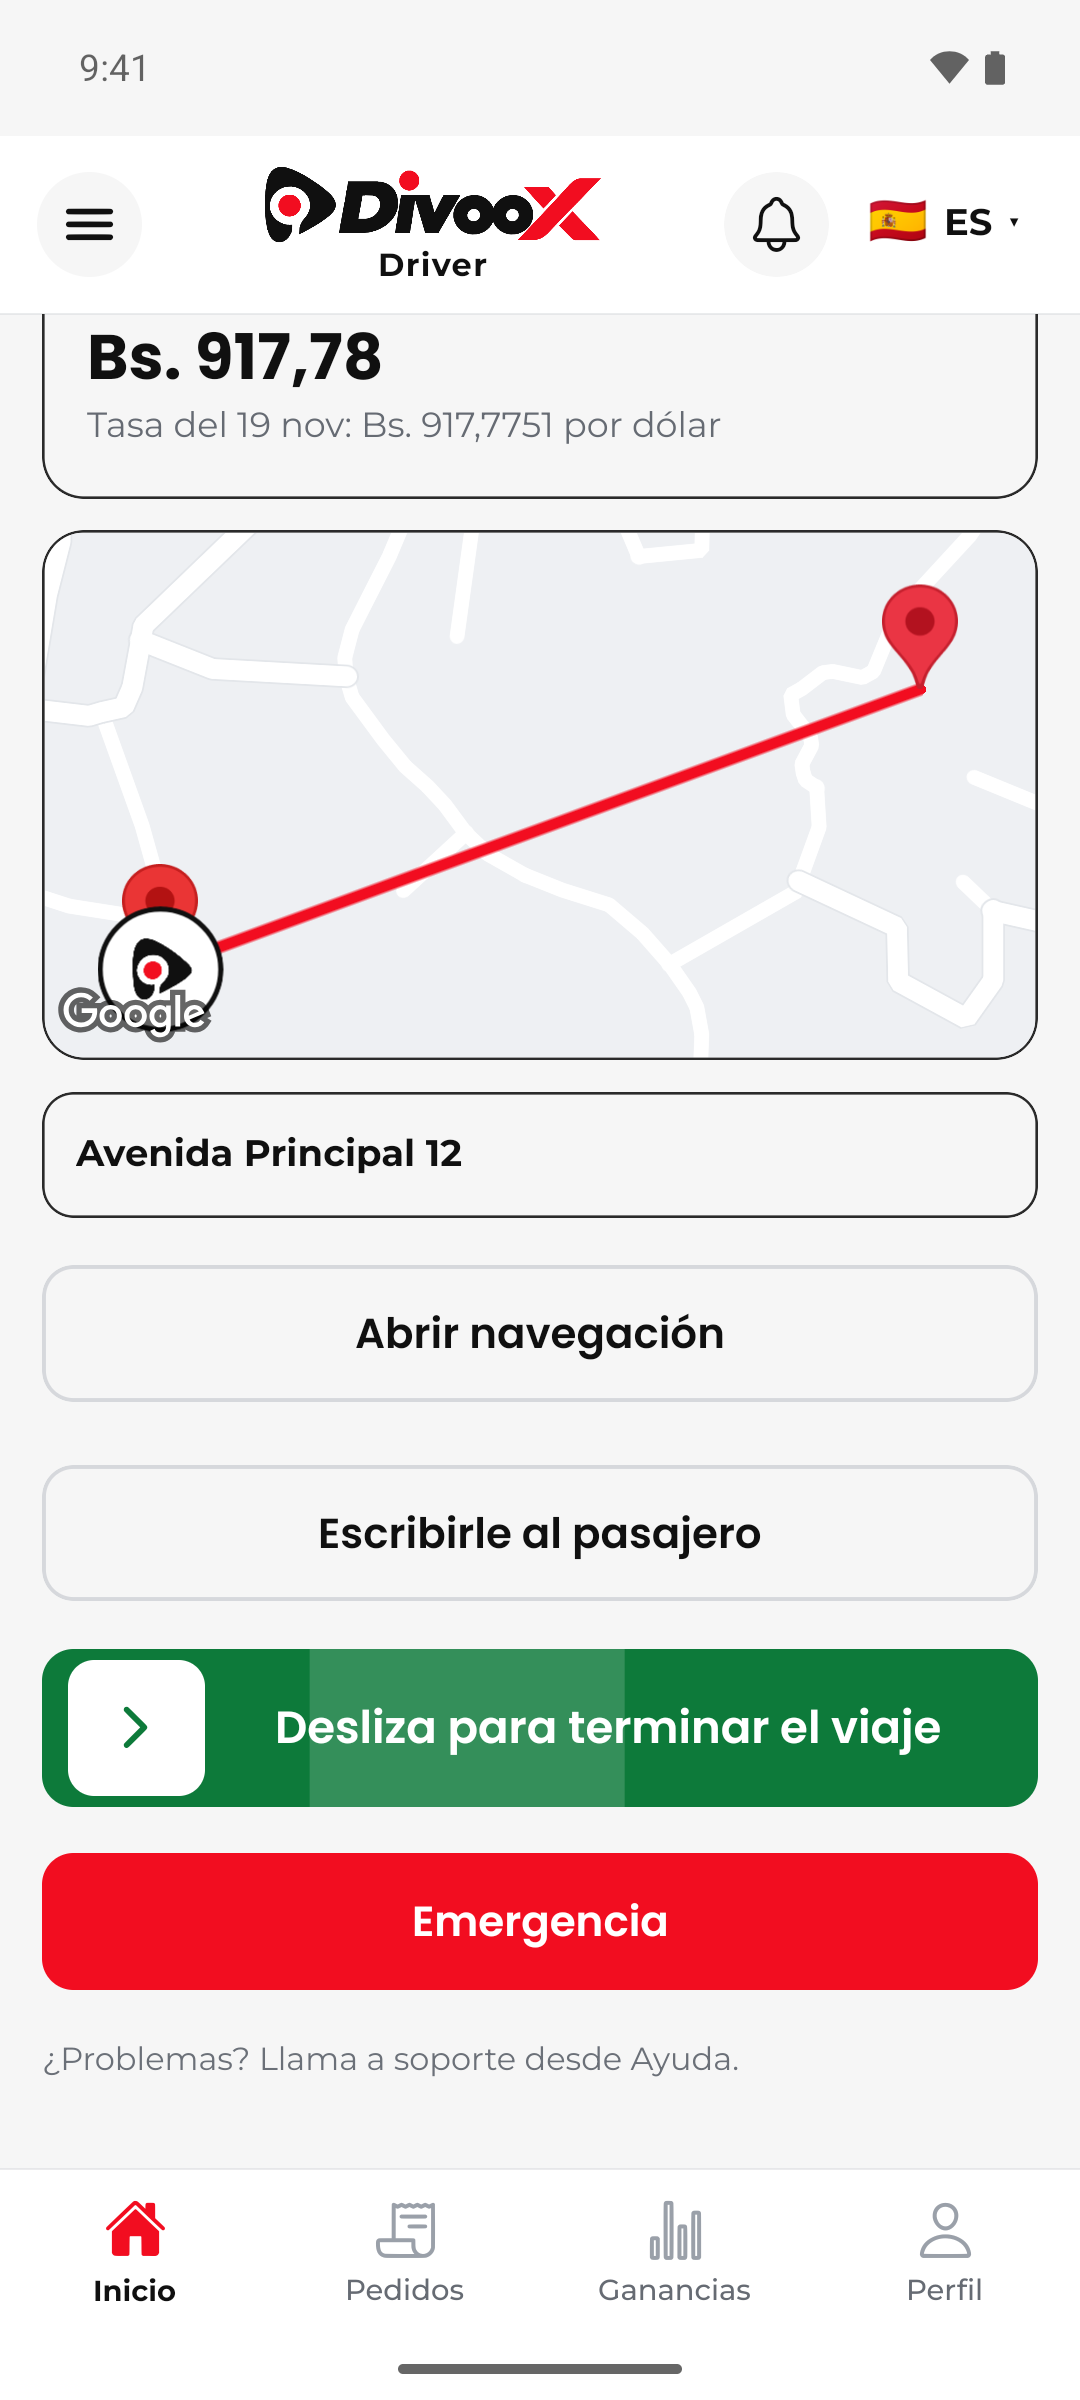 9:41
DivooX
Driver
ES
Bs. 917,78
Tasa del 19 nov: Bs. 917,7751 por dólar
Google
Avenida Principal 12
Abrir navegación
Escribirle al pasajero
Desliza para terminar el viaje
Emergencia
¿Problemas? Llama a soporte desde Ayuda.
Inicio
Pedidos
Ganancias
Perfil